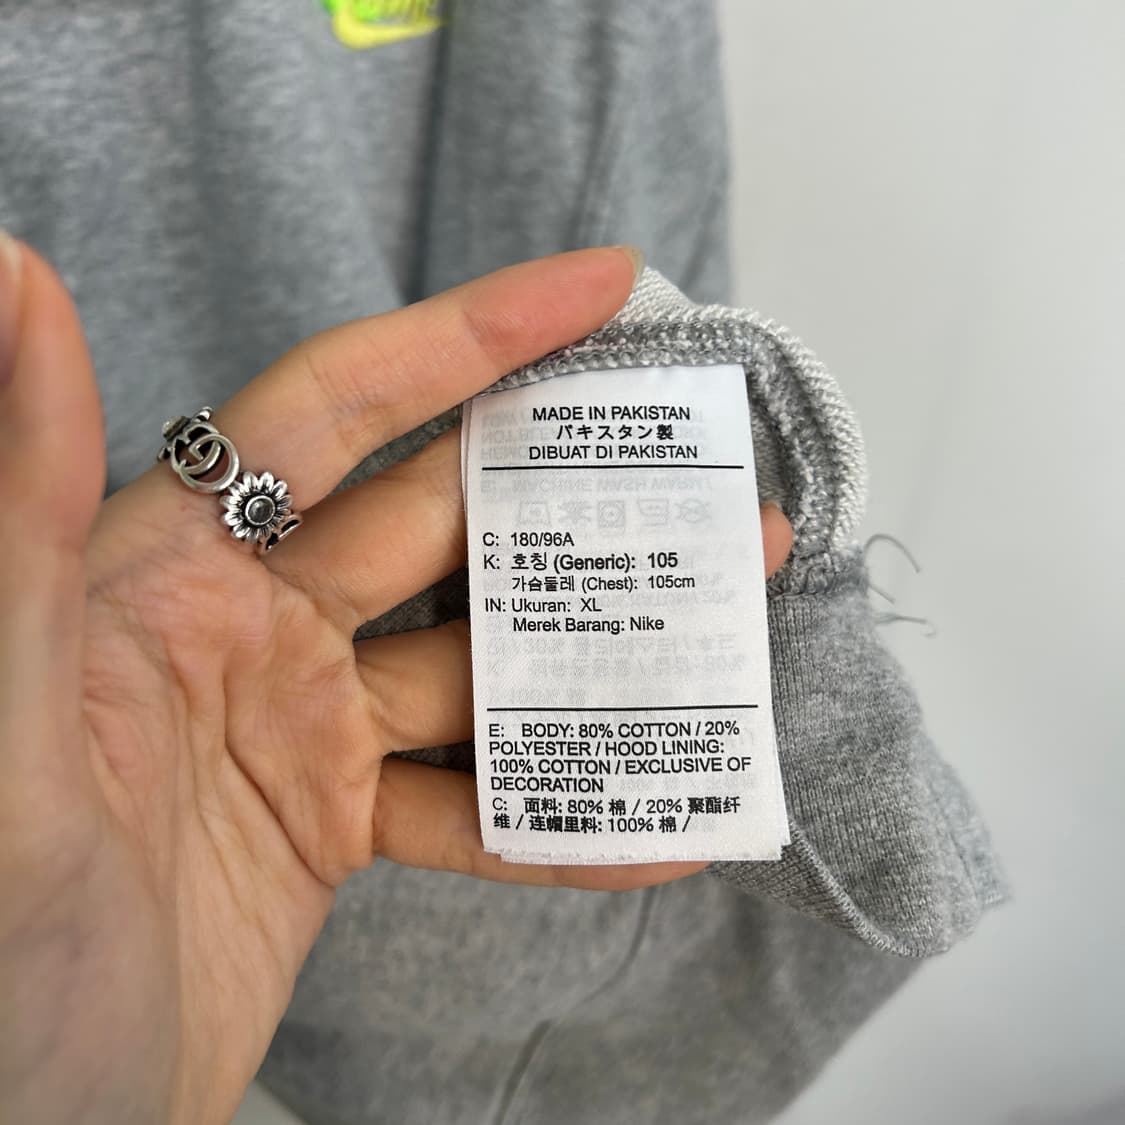 MADE IN PAKISTAN
パキスタン製
DIBUAT DI PAKISTAN
C: 180/96A
K: 호칭 (Generic): 105
가슴둘레 (Chest): 105cm
IN: Ukuran: XL
Merek Barang: Nike
E: BODY: 80% COTTON / 20%
POLYESTER / HOOD LINING:
100% COTTON / EXCLUSIVE OF
DECORATION
C: 面料: 80% 棉 / 20% 聚酯纤
维 / 连帽里料: 100% 棉 /